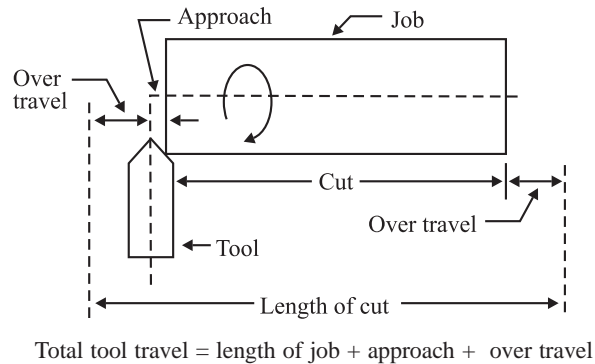 Approach
Job
Over
travel
Cut
Over travel
Tool
Length of cut
Total tool travel = length of job + approach + over travel